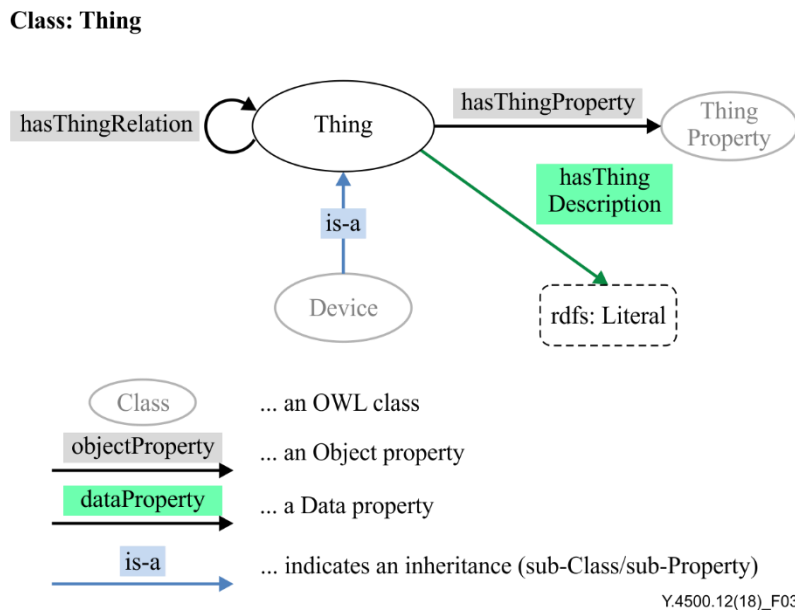 Class: Thing
hasThingRelation
Thing
hasThingProperty
Thing
Property
hasThing
Description
is-a
Device
rdfs: Literal
Class ... an OWL class
objectProperty ... an Object property
dataProperty ... a Data property
is-a ... indicates an inheritance (sub-Class/sub-Property)
Y.4500.12(18)_F03